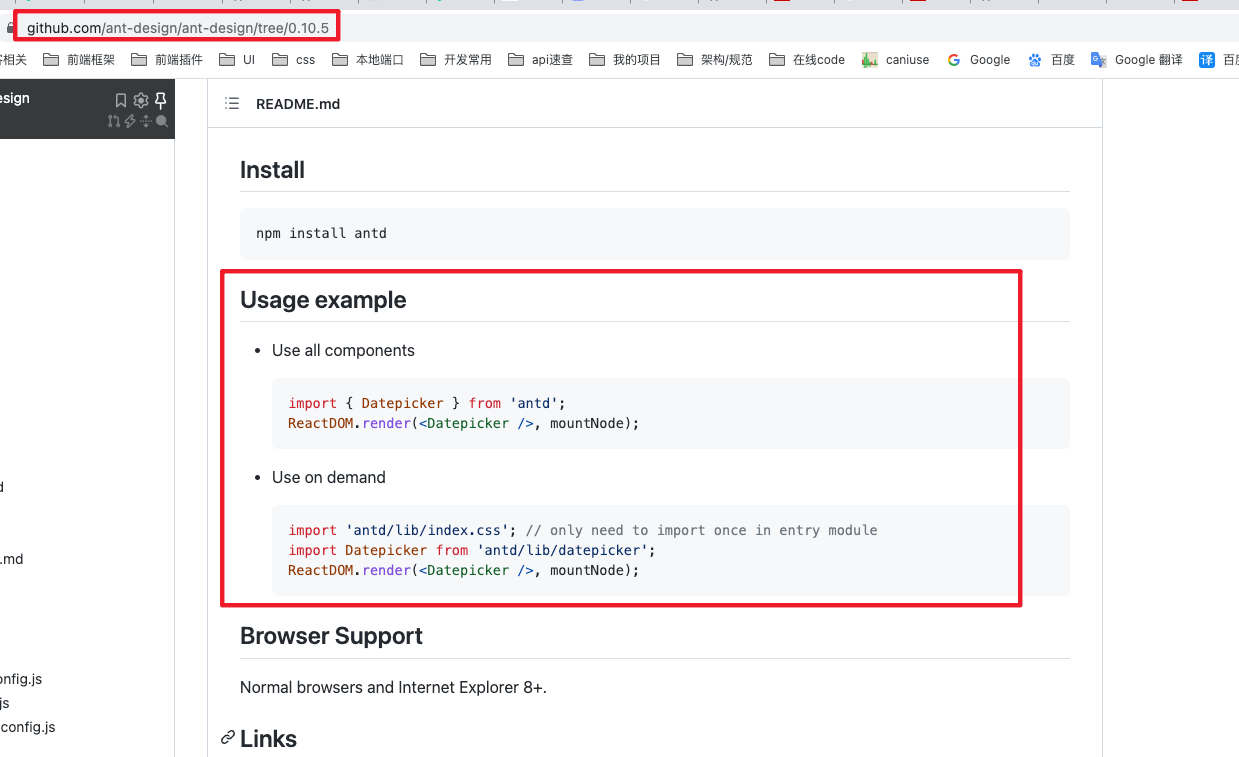 github.com/ant-design/ant-design/tree/0.10.5
相关 前端框架 前端插件 UI css 本地端口 开发常用 api速查 我的项目 架构/规范 在线code caniuse Google 百度 Google 翻译
esign
README.md
Install
npm install antd
Usage example
• Use all components
import { Datepicker } from 'antd';
ReactDOM.render(<Datepicker />, mountNode);
• Use on demand
import 'antd/lib/index.css'; // only need to import once in entry module
import Datepicker from 'antd/lib/datepicker';
ReactDOM.render(<Datepicker />, mountNode);
Browser Support
Normal browsers and Internet Explorer 8+.
Links
d
.md
onfig.js
js
config.js